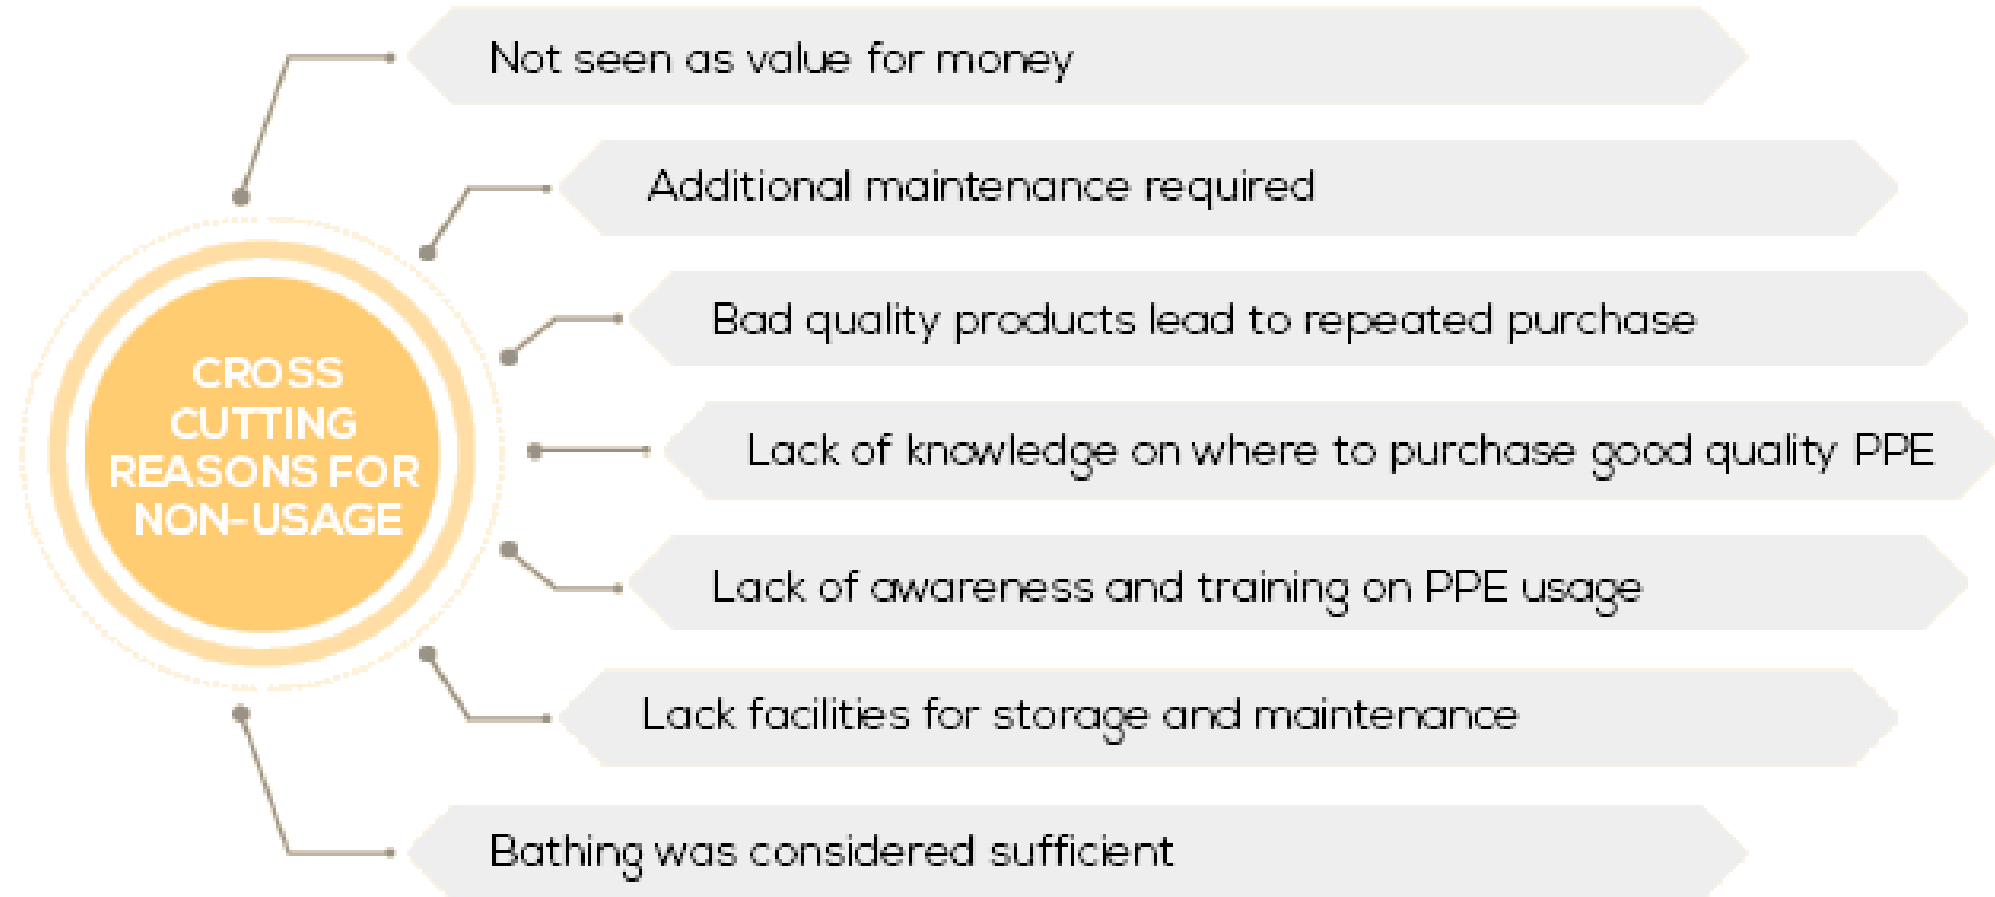 Not seen as value for money
Additional maintenance required
Bad quality products lead to repeated purchase
CROSS
CUTTING
REASONS FOR
NON-USAGE
Lack of knowledge on where to purchase good quality PPE
Lack of awareness and training on PPE usage
Lack facilities for storage and maintenance
Bathing was considered sufficient